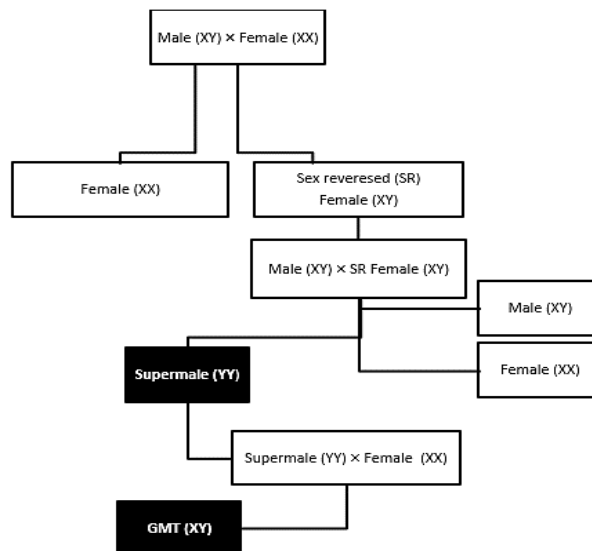 Male (XY) × Female (XX)
Female (XX)
Sex reveresed (SR)
Female (XY)
Male (XY) × SR Female (XY)
Male (XY)
Female (XX)
Supermale (YY)
Supermale (YY) × Female (XX)
GMT (XY)